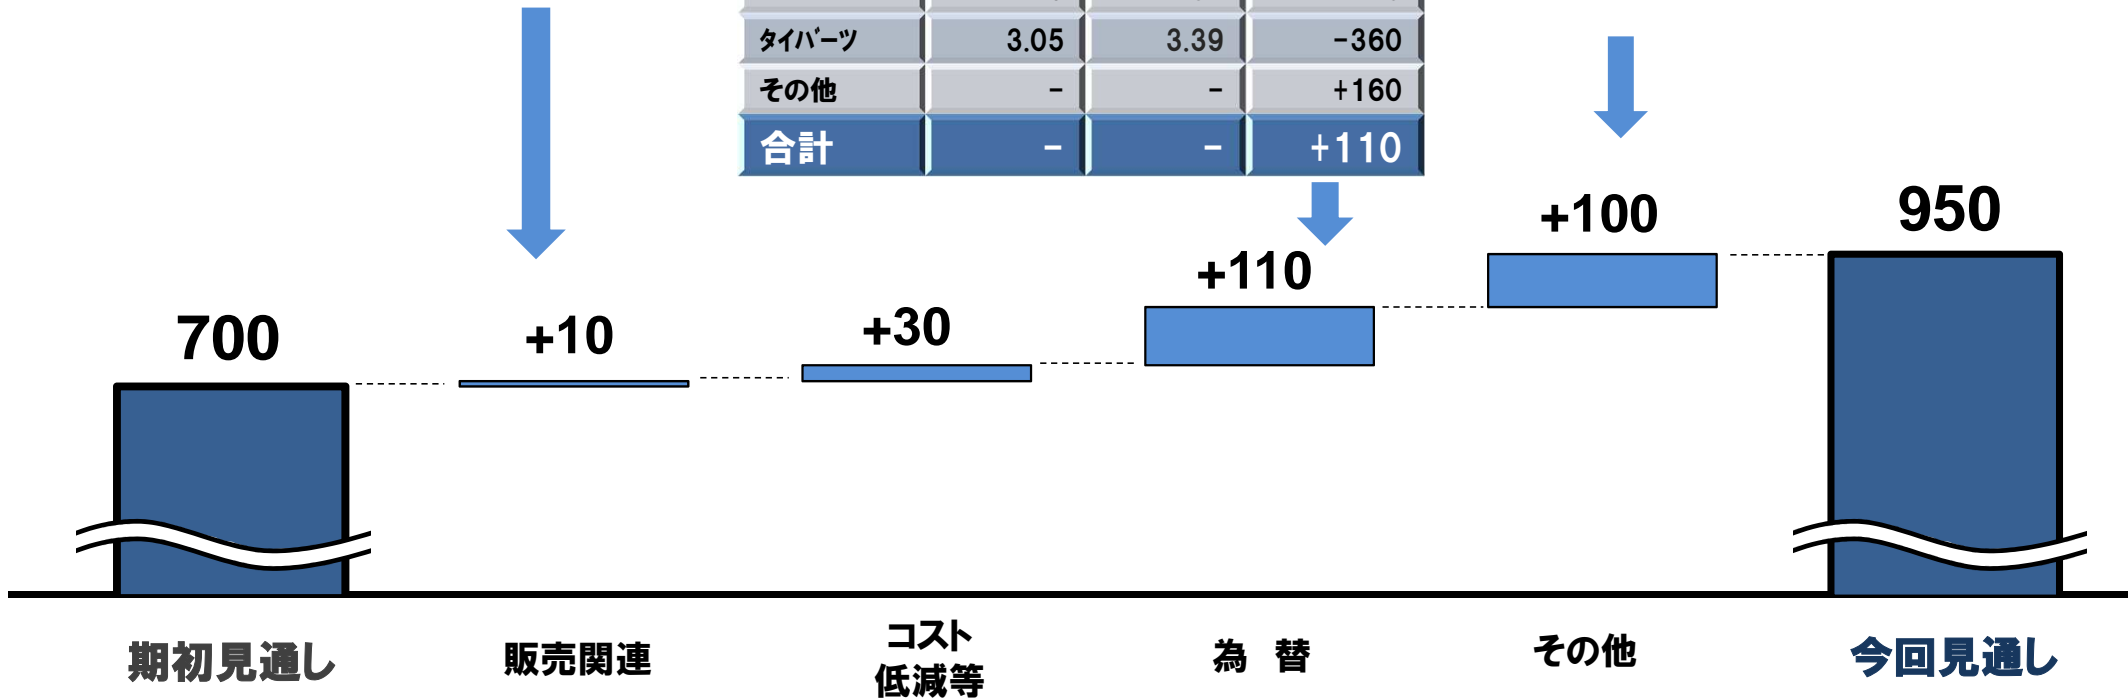 タイバーツ 3.05 3.39 -360
その他 - - +160
合計 - - +110
+100
950
+110
700
+10
+30
期初見通し
販売関連
コスト
低減等
為 替
その他
今回見通し